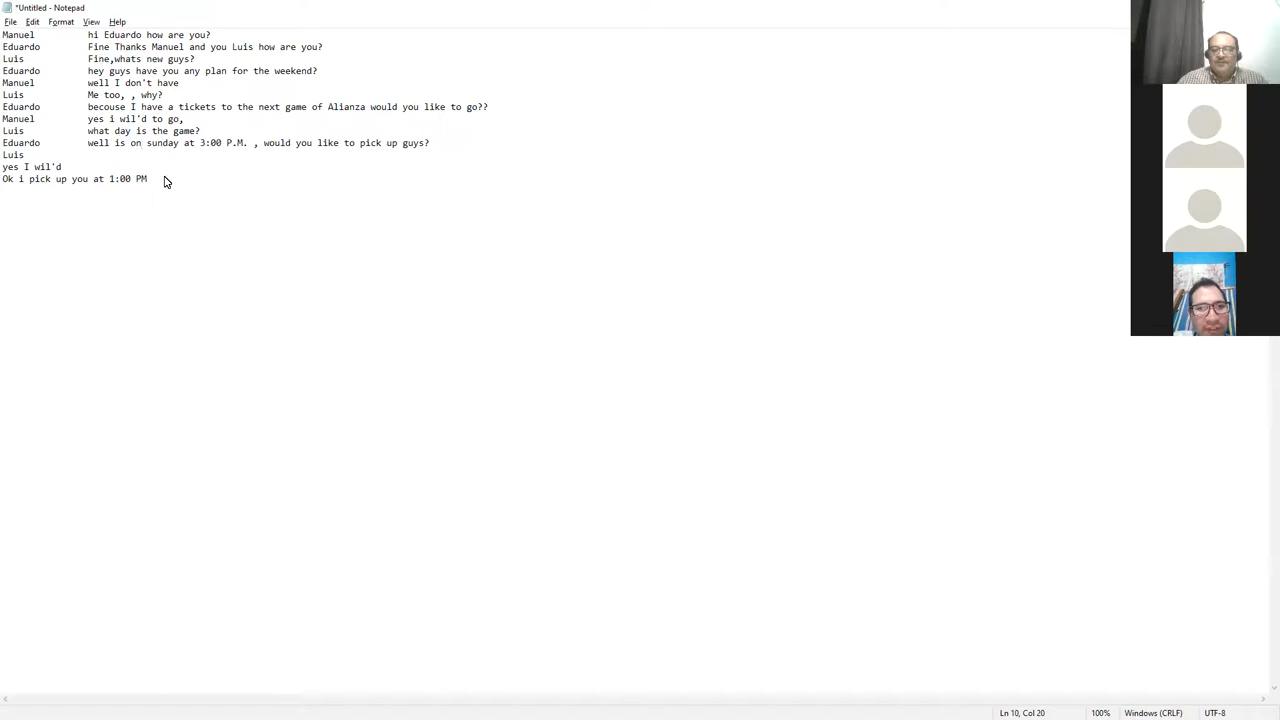 *Untitled - Notepad
File Edit Format View Help
Manuel hi Eduardo how are you?
Eduardo Fine Thanks Manuel and you Luis how are you?
Luis Fine,whats new guys?
Eduardo hey guys have you any plan for the weekend?
Manuel well I don't have
Luis Me too, , why?
Eduardo becouse I have a tickets to the next game of Alianza would you like to go??
Manuel yes i wil'd to go,
Luis what day is the game?
Eduardo well is on sunday at 3:00 P.M. , would you like to pick up guys?
Luis
yes I wil'd
Ok i pick up you at 1:00 PM
Ln 10, Col 20 100% Windows (CRLF) UTF-8